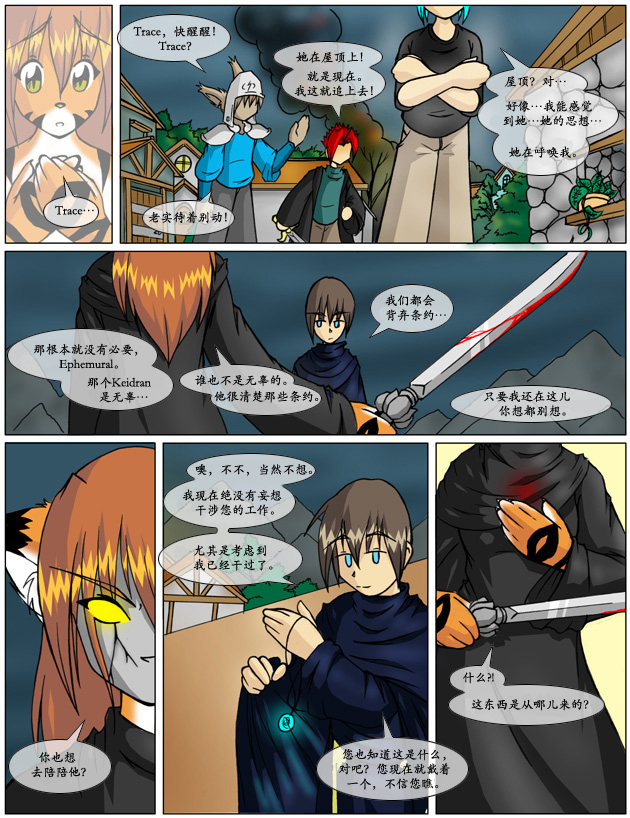 Trace…
Trace，快醒醒！
Trace？
老实待着别动！
她在屋顶上！
就是现在。
我这就追上去！
屋顶？对…
好像…我能感觉
到她…她的思想…
她在呼唤我。
那根本就没有必要，
Ephemural。
那个Keidran
是无辜…
谁也不是无辜的。
他很清楚那些条约。
我们都会
背弃条约…
只要我还在这儿
你想都别想。
你也想
去陪陪他？
噢，不不，当然不想。
我现在绝没有妄想
干涉您的工作。
尤其是考虑到
我已经干过了。
您也知道这是什么，
对吧？您现在就戴着
一个，不信您瞧。
什么?!
这东西是从哪儿来的？